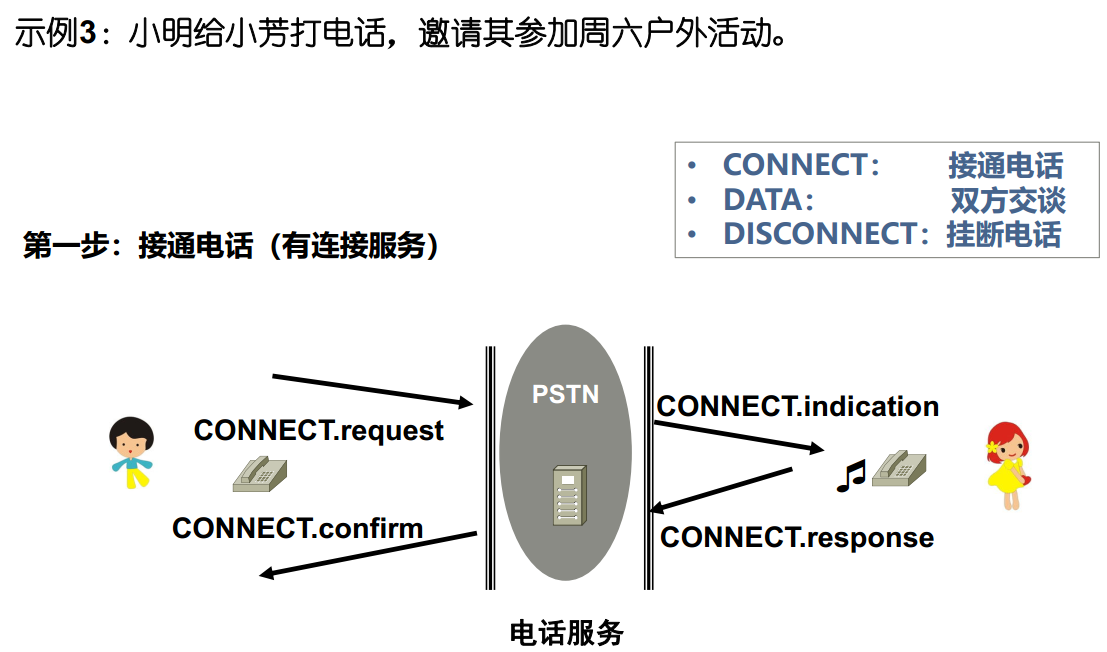 示例3：小明给小芳打电话，邀请其参加周六户外活动。
• CONNECT： 接通电话
• DATA： 双方交谈
• DISCONNECT：挂断电话
第一步：接通电话（有连接服务）
PSTN
CONNECT.request
CONNECT.indication
CONNECT.confirm
CONNECT.response
电话服务